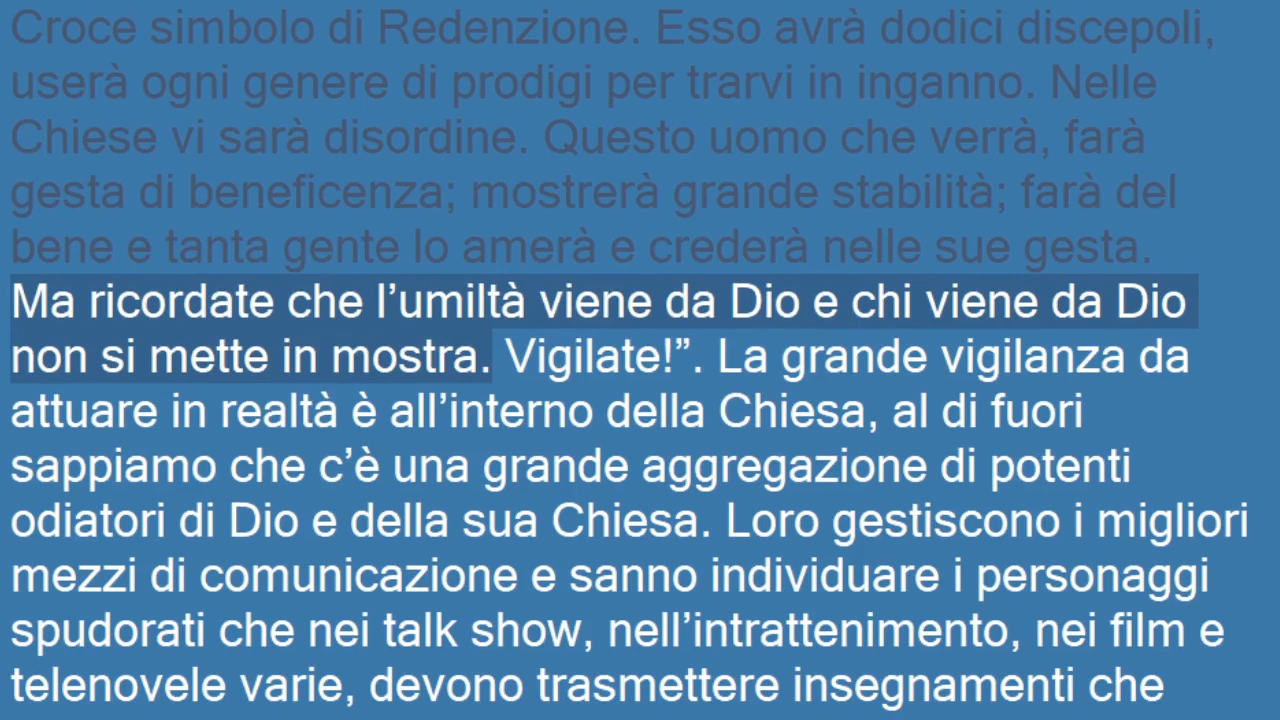 Croce simbolo di Redenzione. Esso avrà dodici discepoli,
userà ogni genere di prodigi per trarvi in inganno. Nelle
Chiese vi sarà disordine. Questo uomo che verrà, farà
gesta di beneficenza; mostrerà grande stabilità; farà del
bene e tanta gente lo amerà e crederà nelle sue gesta.
Ma ricordate che l’umiltà viene da Dio e chi viene da Dio
non si mette in mostra. Vigilate!”. La grande vigilanza da
attuare in realtà è all’interno della Chiesa, al di fuori
sappiamo che c’è una grande aggregazione di potenti
odiatori di Dio e della sua Chiesa. Loro gestiscono i migliori
mezzi di comunicazione e sanno individuare i personaggi
spudorati che nei talk show, nell’intrattenimento, nei film e
telenovele varie, devono trasmettere insegnamenti che